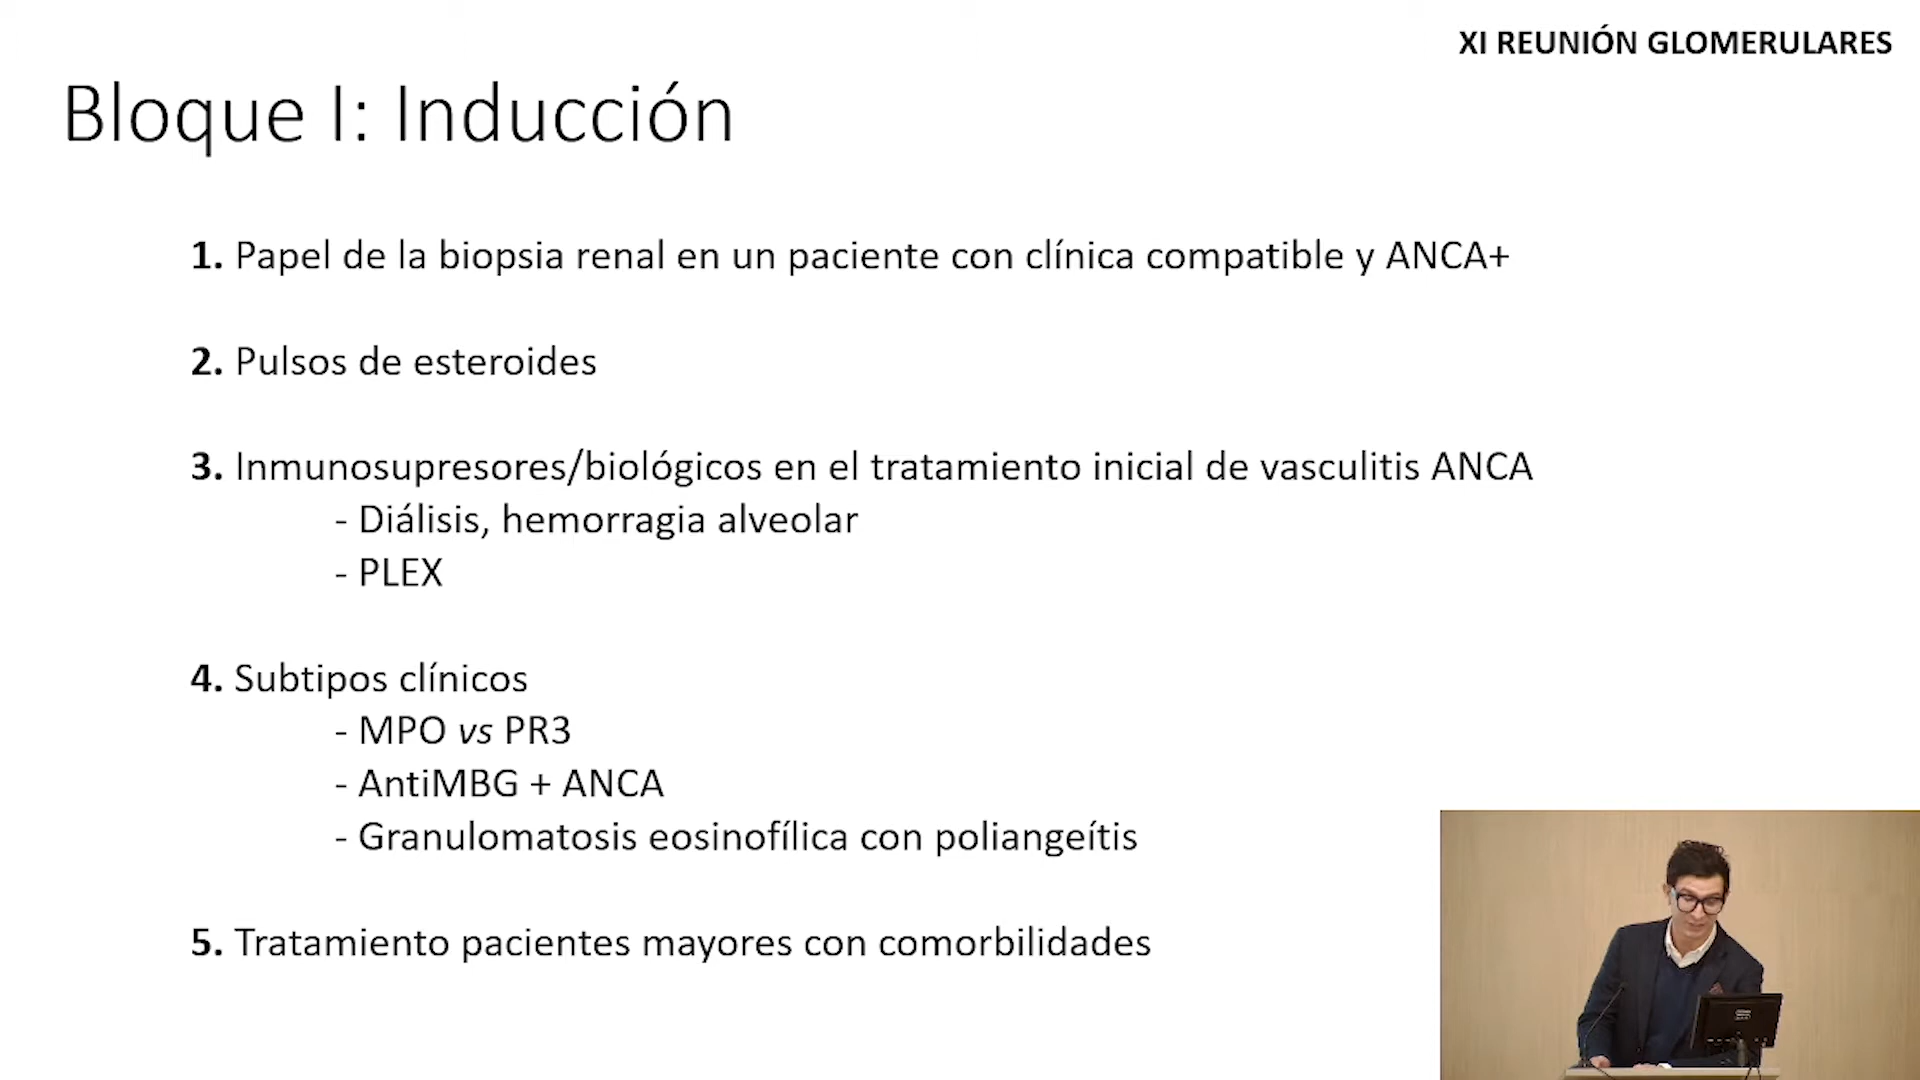 XI REUNIÓN GLOMERULARES
Bloque I: Inducción
1. Papel de la biopsia renal en un paciente con clínica compatible y ANCA+
2. Pulsos de esteroides
3. Inmunosupresores/biológicos en el tratamiento inicial de vasculitis ANCA
- Diálisis, hemorragia alveolar
- PLEX
4. Subtipos clínicos
- MPO vs PR3
- AntiMBG + ANCA
- Granulomatosis eosinofílica con poliangeítis
5. Tratamiento pacientes mayores con comorbilidades